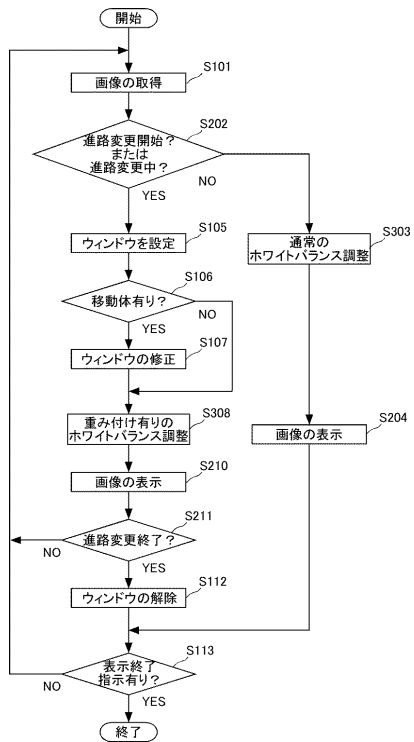 開始
画像の取得
S101
進路変更開始？
または
進路変更中？
S202
YES
NO
ウィンドウを設定
S105
通常の
ホワイトバランス調整
S303
移動体有り？
S106
YES
NO
ウィンドウの修正
S107
重み付け有りの
ホワイトバランス調整
S308
画像の表示
S204
画像の表示
S210
進路変更終了？
S211
NO
YES
ウィンドウの解除
S112
表示終了
指示有り？
S113
NO
YES
終了